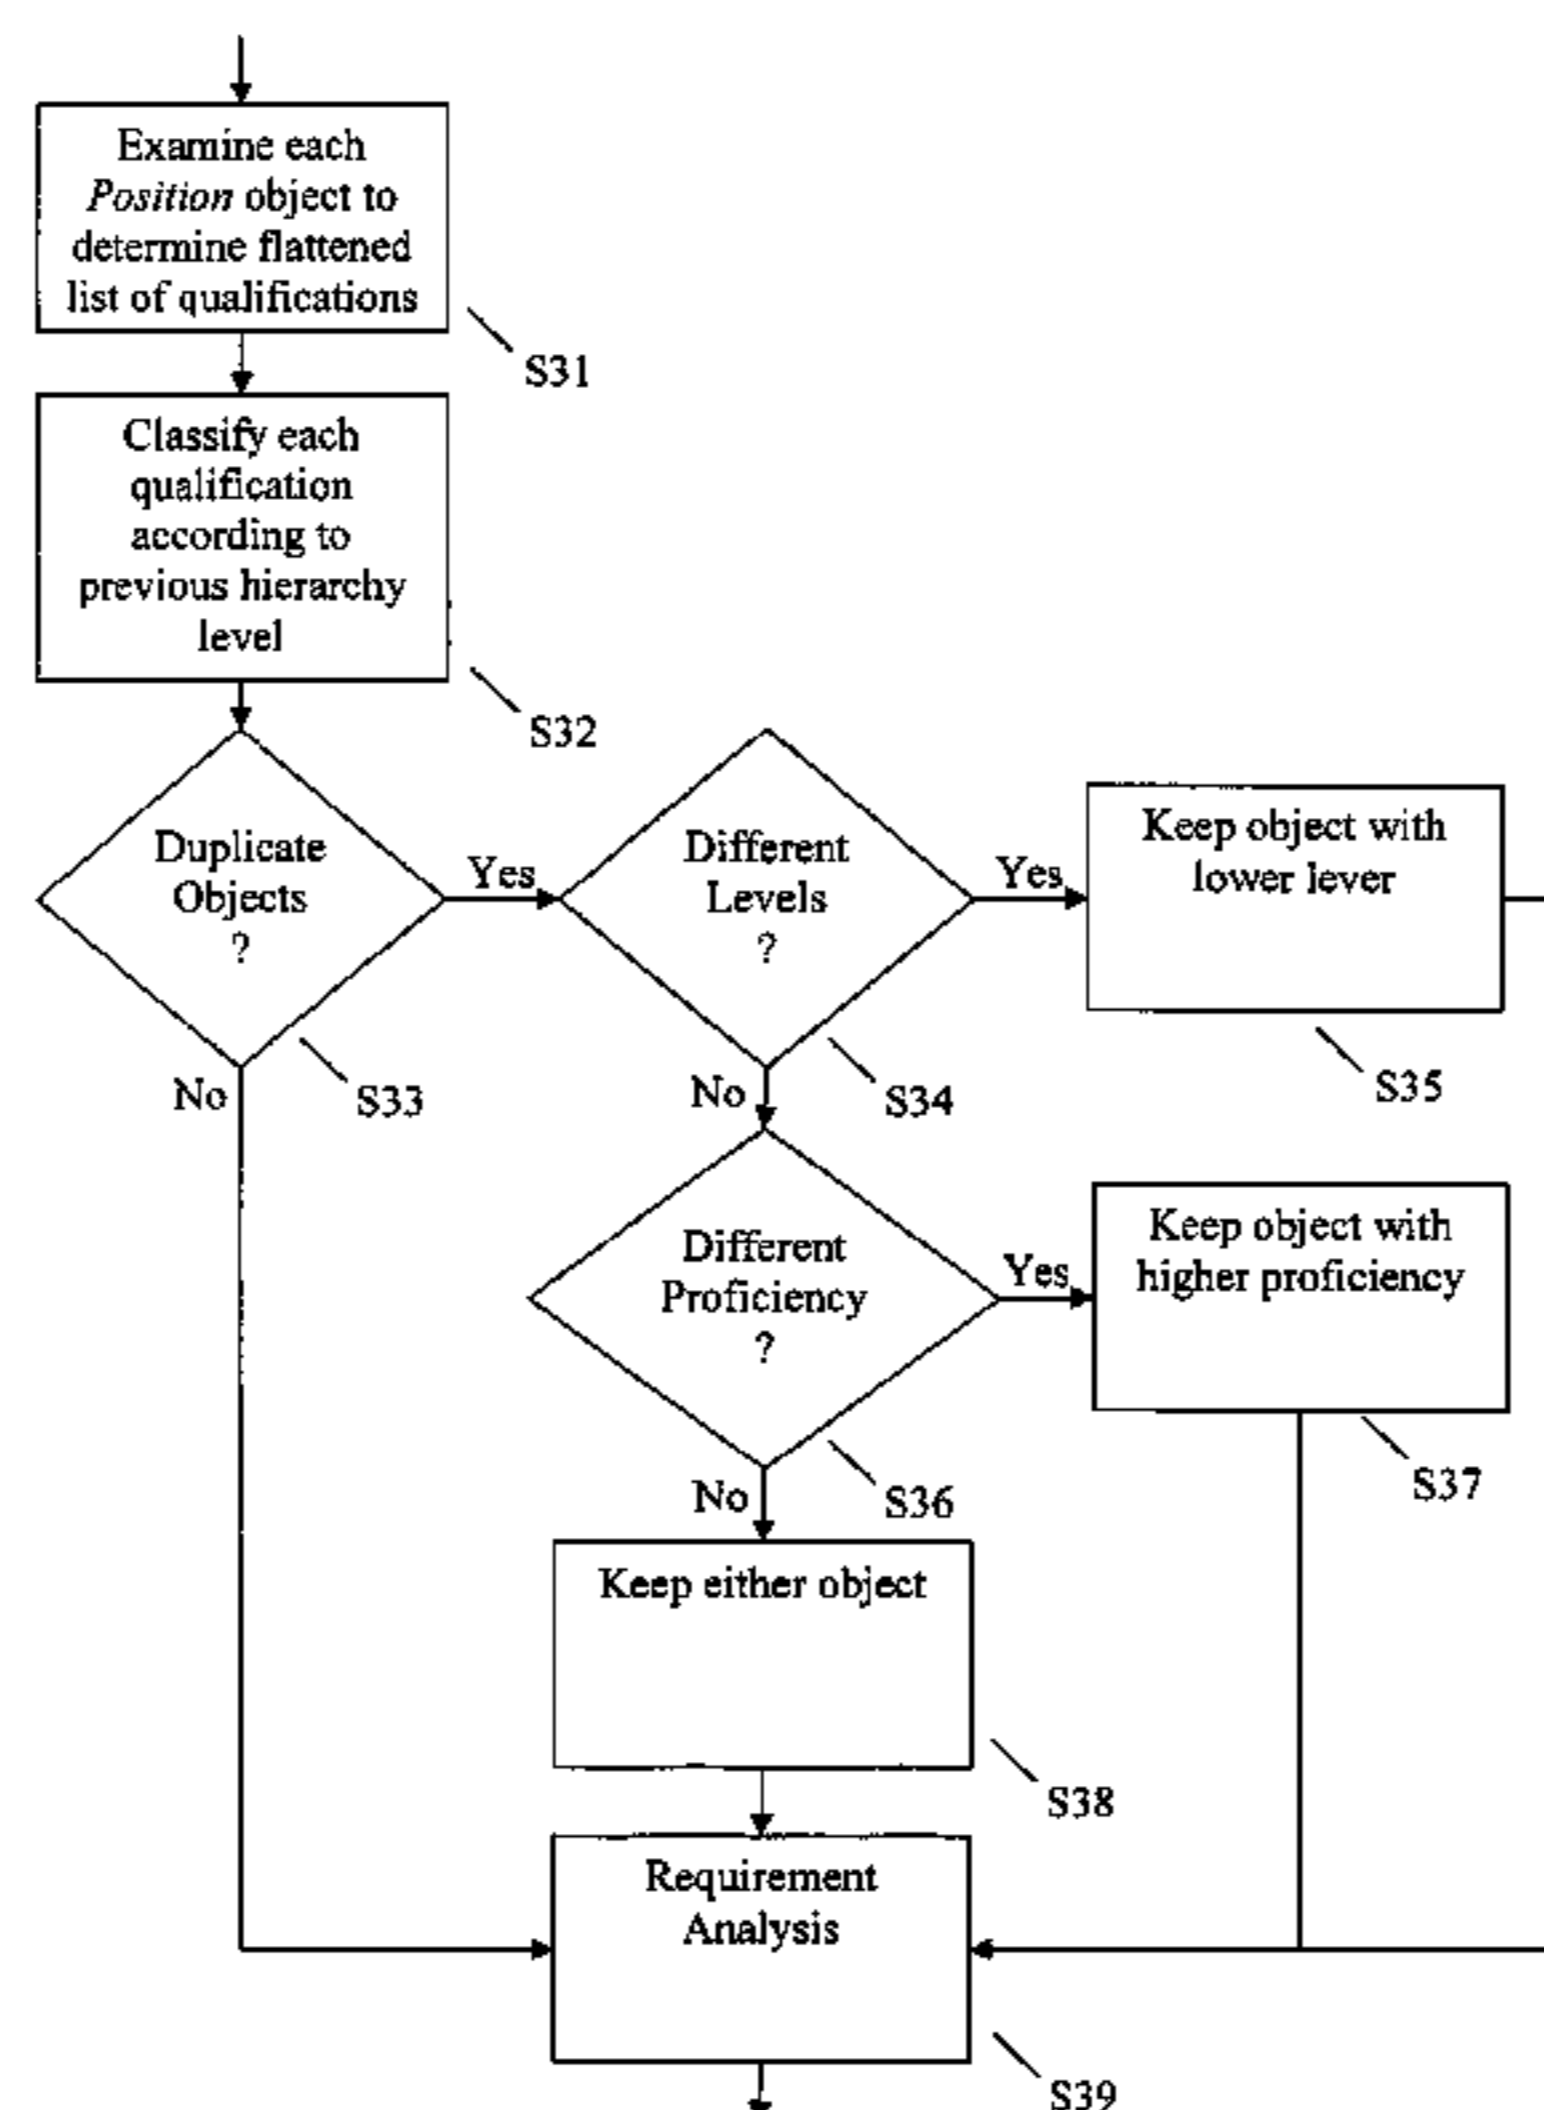 Examine each
Position object to
determine flattened
list of qualifications
S31
Classify each
qualification
according to
previous hierarchy
level
S32
Duplicate
Objects
?
Yes
No
S33
Different
Levels
?
Yes
No
S34
Keep object with
lower lever
S35
Different
Proficiency
?
Yes
No
S36
Keep object with
higher proficiency
S37
Keep either object
S38
Requirement
Analysis
S39